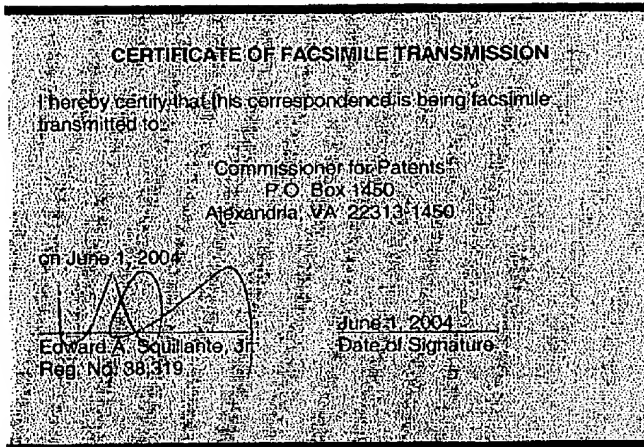 CERTIFICATE OF FACSIMILE TRANSMISSION
I hereby certify that this correspondence is being facsimile
transmitted to:
"Commissioner for Patents"
P.O. Box 1450
Alexandria, VA 22313-1450
on June 1, 2004
June 1, 2004
Edward A. Squillante, Jr.
Date of Signature
Reg. No. 38,319